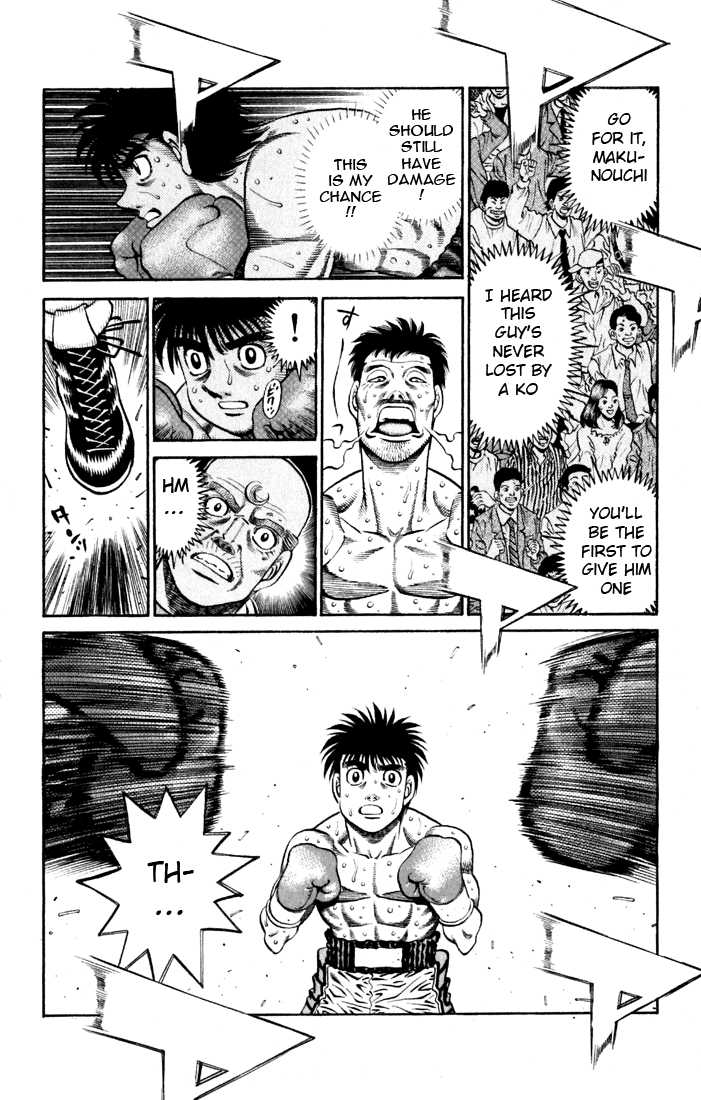 GO
FOR IT,
MAKU-
NOUCHI
I HEARD
THIS
GUY'S
NEVER
LOST BY
A KO
YOU'LL
BE THE
FIRST TO
GIVE HIM
ONE
HE
SHOULD
STILL
HAVE
DAMAGE
!
THIS
IS MY
CHANCE
!!
す
!
HM
...
TH-
...